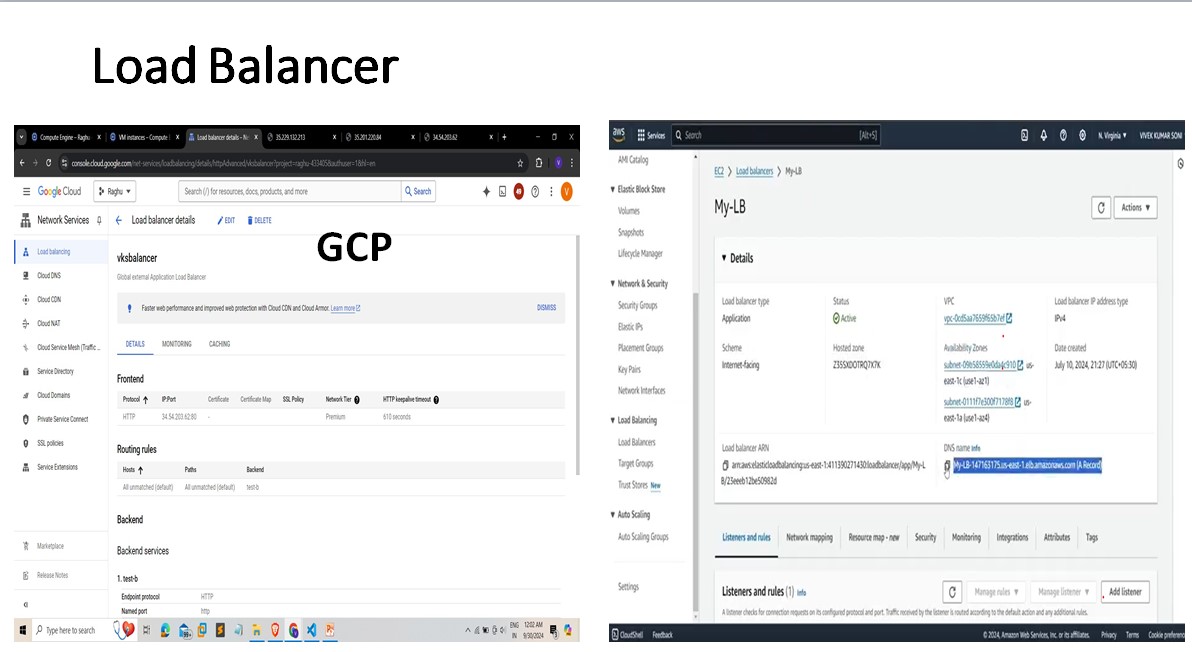 Load Balancer
Compute Engine – Raghu
VM instances – Compute
Load balancer details – Ne
35.229.132.213
35.201.220.84
34.54.203.62
console.cloud.google.com/net-services/loadbalancing/details/httpAdvanced/vksbalancer?project=raghu-433405&authuser=1&hl=en
Google Cloud
Raghu
Search (/) for resources, docs, products, and more
Search
49
V
Network Services
Load balancer details
EDIT
DELETE
GCP
Load balancing
Cloud DNS
Cloud CDN
Cloud NAT
Cloud Service Mesh (Traffic ...
Service Directory
Cloud Domains
Private Service Connect
SSL policies
Service Extensions
Marketplace
Release Notes
vksbalancer
Global external Application Load Balancer
Faster web performance and improved web protection with Cloud CDN and Cloud Armor. Learn more
DISMISS
DETAILS MONITORING CACHING
Frontend
Protocol IP:Port Certificate Certificate Map SSL Policy Network Tier HTTP keepalive timeout
HTTP 34.54.203.62:80 - Premium 610 seconds
Routing rules
Hosts Paths Backend
All unmatched (default) All unmatched (default) test-b
Backend
Backend services
1. test-b
Endpoint protocol HTTP
Named port http
Type here to search
99+
ENG
IN
12:02 AM
9/30/2024
aws
Services
Search
[Alt+S]
N. Virginia
VIVEK KUMAR SONI
AMI Catalog
Elastic Block Store
Volumes
Snapshots
Lifecycle Manager
Network & Security
Security Groups
Elastic IPs
Placement Groups
Key Pairs
Network Interfaces
Load Balancing
Load Balancers
Target Groups
Trust Stores New
Auto Scaling
Auto Scaling Groups
Settings
EC2 > Load balancers > My-LB
My-LB
Actions
Details
Load balancer type
Application
Status
Active
VPC
vpc-0cd5aa7659f65b7ef
Load balancer IP address type
IPv4
Scheme
Internet-facing
Hosted zone
Z35SXDOTRQ7X7K
Availability Zones
subnet-09b58559e0da4c910 us-
east-1c (use1-az1)
subnet-0111f7e300f7178f8 us-
east-1a (use1-az4)
Date created
July 10, 2024, 21:27 (UTC+05:30)
Load balancer ARN
arn:aws:elasticloadbalancing:us-east-1:411390271430:loadbalancer/app/My-L
B/23eeeb12be50982d
DNS name Info
My-LB-147163175.us-east-1.elb.amazonaws.com (A Record)
Listeners and rules Network mapping Resource map - new Security Monitoring Integrations Attributes Tags
Listeners and rules (1) Info
Manage rules
Manage listener
Add listener
A listener checks for connection requests on its configured protocol and port. Traffic received by the listener is routed according to the default action and any additional rules.
CloudShell Feedback
© 2024, Amazon Web Services, Inc. or its affiliates. Privacy Terms Cookie preferenc